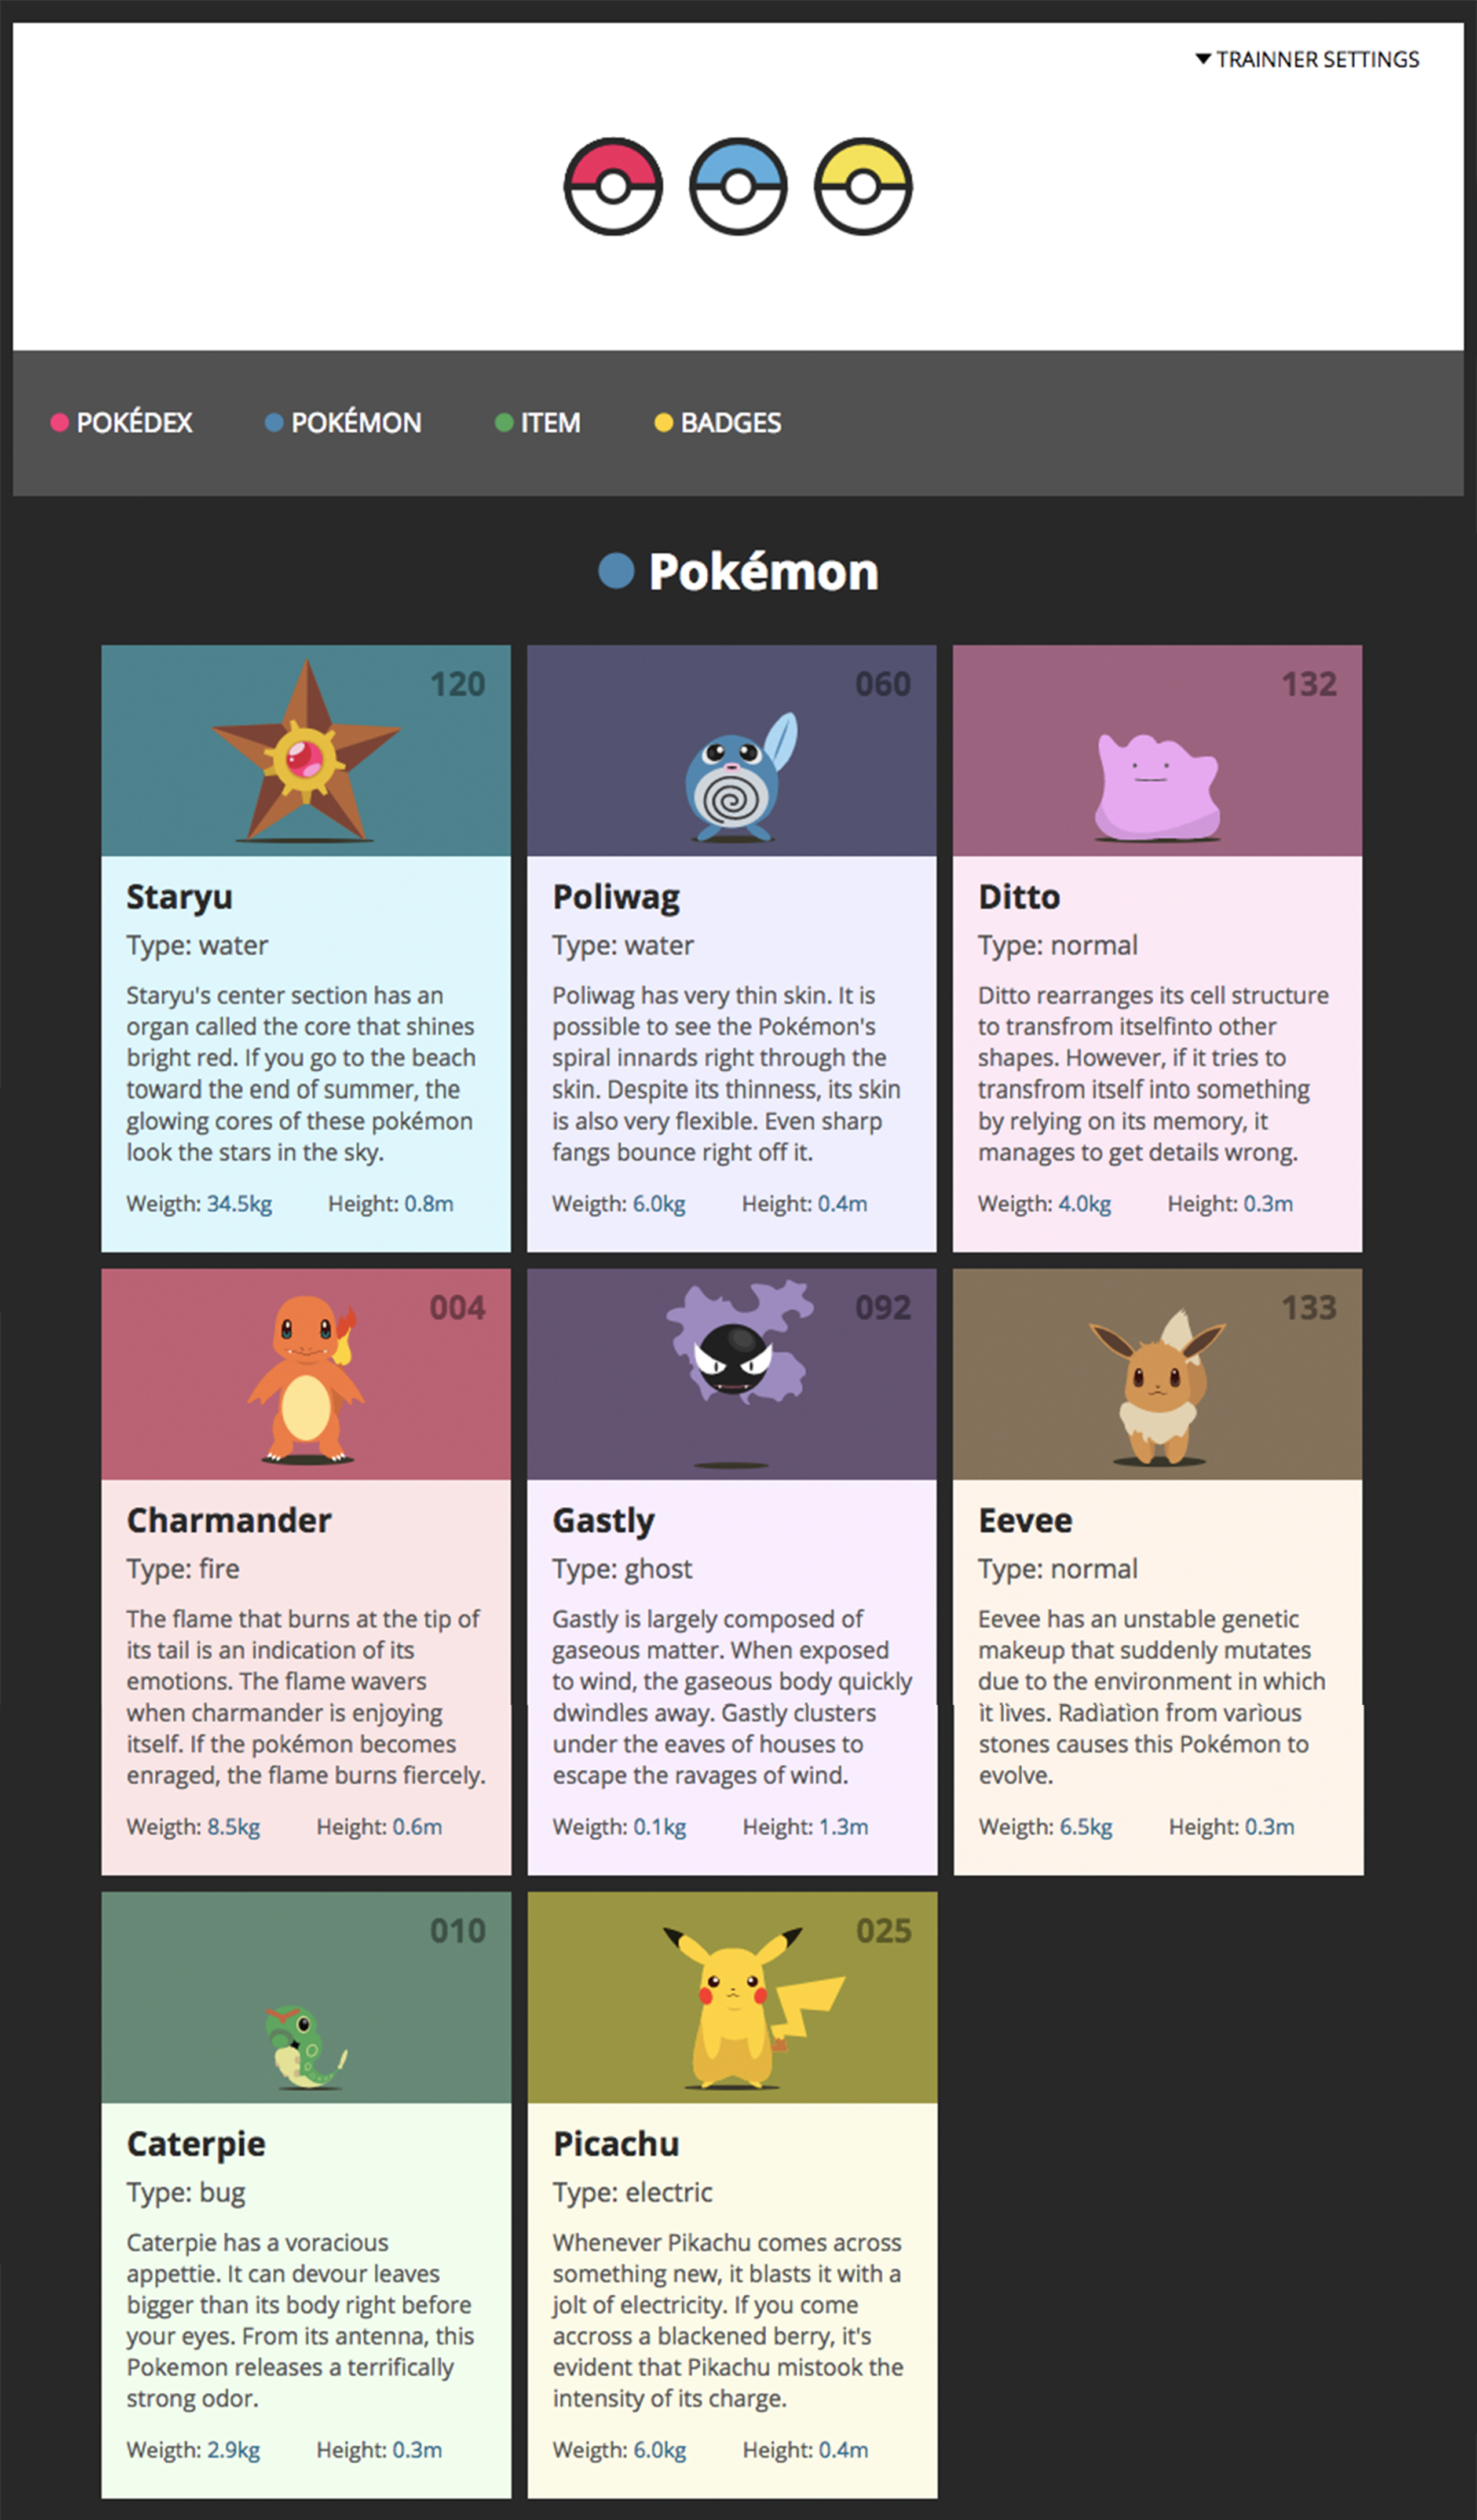 ▼ TRAINNER SETTINGS
POKÉDEX
POKÉMON
ITEM
BADGES
Pokémon
120
Staryu
Type: water
Staryu's center section has an
organ called the core that shines
bright red. If you go to the beach
toward the end of summer, the
glowing cores of these pokémon
look the stars in the sky.
Weigth: 34.5kg Height: 0.8m
060
Poliwag
Type: water
Poliwag has very thin skin. It is
possible to see the Pokémon's
spiral innards right through the
skin. Despite its thinness, its skin
is also very flexible. Even sharp
fangs bounce right off it.
Weigth: 6.0kg Height: 0.4m
132
Ditto
Type: normal
Ditto rearranges its cell structure
to transfrom itselfinto other
shapes. However, if it tries to
transfrom itself into something
by relying on its memory, it
manages to get details wrong.
Weigth: 4.0kg Height: 0.3m
004
Charmander
Type: fire
The flame that burns at the tip of
its tail is an indication of its
emotions. The flame wavers
when charmander is enjoying
itself. If the pokémon becomes
enraged, the flame burns fiercely.
Weigth: 8.5kg Height: 0.6m
092
Gastly
Type: ghost
Gastly is largely composed of
gaseous matter. When exposed
to wind, the gaseous body quickly
dwindles away. Gastly clusters
under the eaves of houses to
escape the ravages of wind.
Weigth: 0.1kg Height: 1.3m
133
Eevee
Type: normal
Eevee has an unstable genetic
makeup that suddenly mutates
due to the environment in which
it lives. Radiation from various
stones causes this Pokémon to
evolve.
Weigth: 6.5kg Height: 0.3m
010
Caterpie
Type: bug
Caterpie has a voracious
appettie. It can devour leaves
bigger than its body right before
your eyes. From its antenna, this
Pokemon releases a terrifically
strong odor.
Weigth: 2.9kg Height: 0.3m
025
Picachu
Type: electric
Whenever Pikachu comes across
something new, it blasts it with a
jolt of electricity. If you come
accross a blackened berry, it's
evident that Pikachu mistook the
intensity of its charge.
Weigth: 6.0kg Height: 0.4m